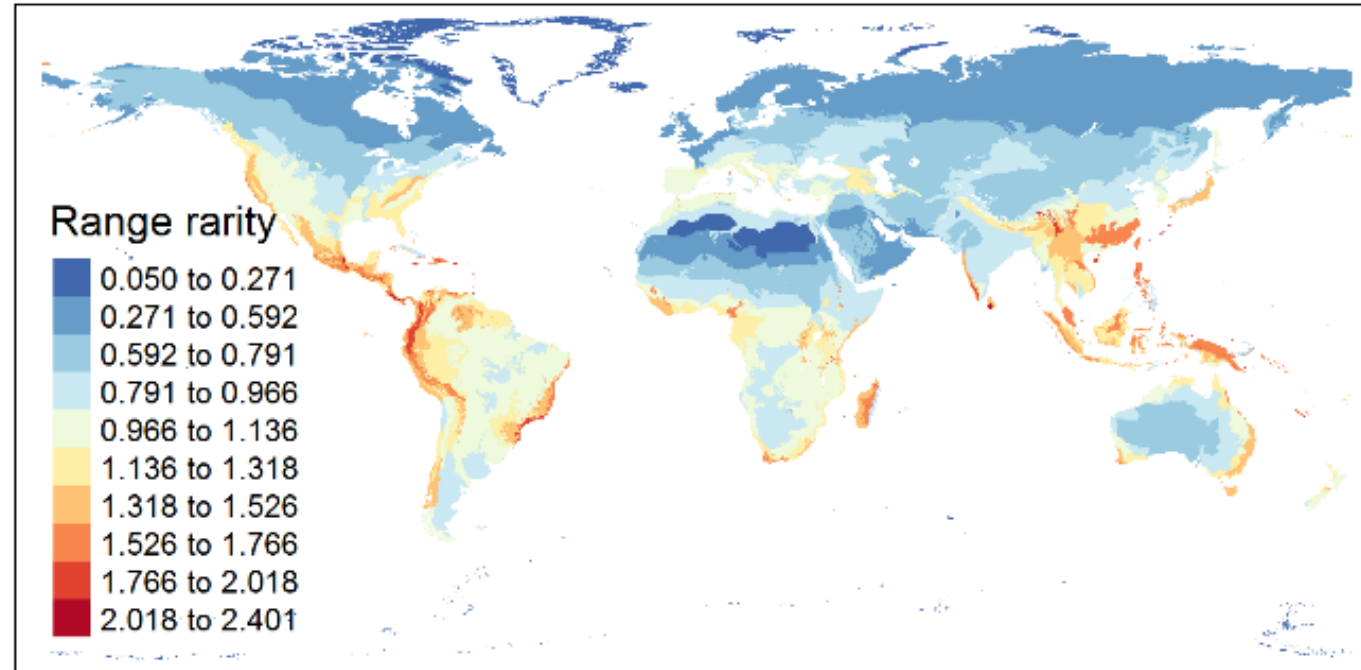 Range rarity
0.050 to 0.271
0.271 to 0.592
0.592 to 0.791
0.791 to 0.966
0.966 to 1.136
1.136 to 1.318
1.318 to 1.526
1.526 to 1.766
1.766 to 2.018
2.018 to 2.401